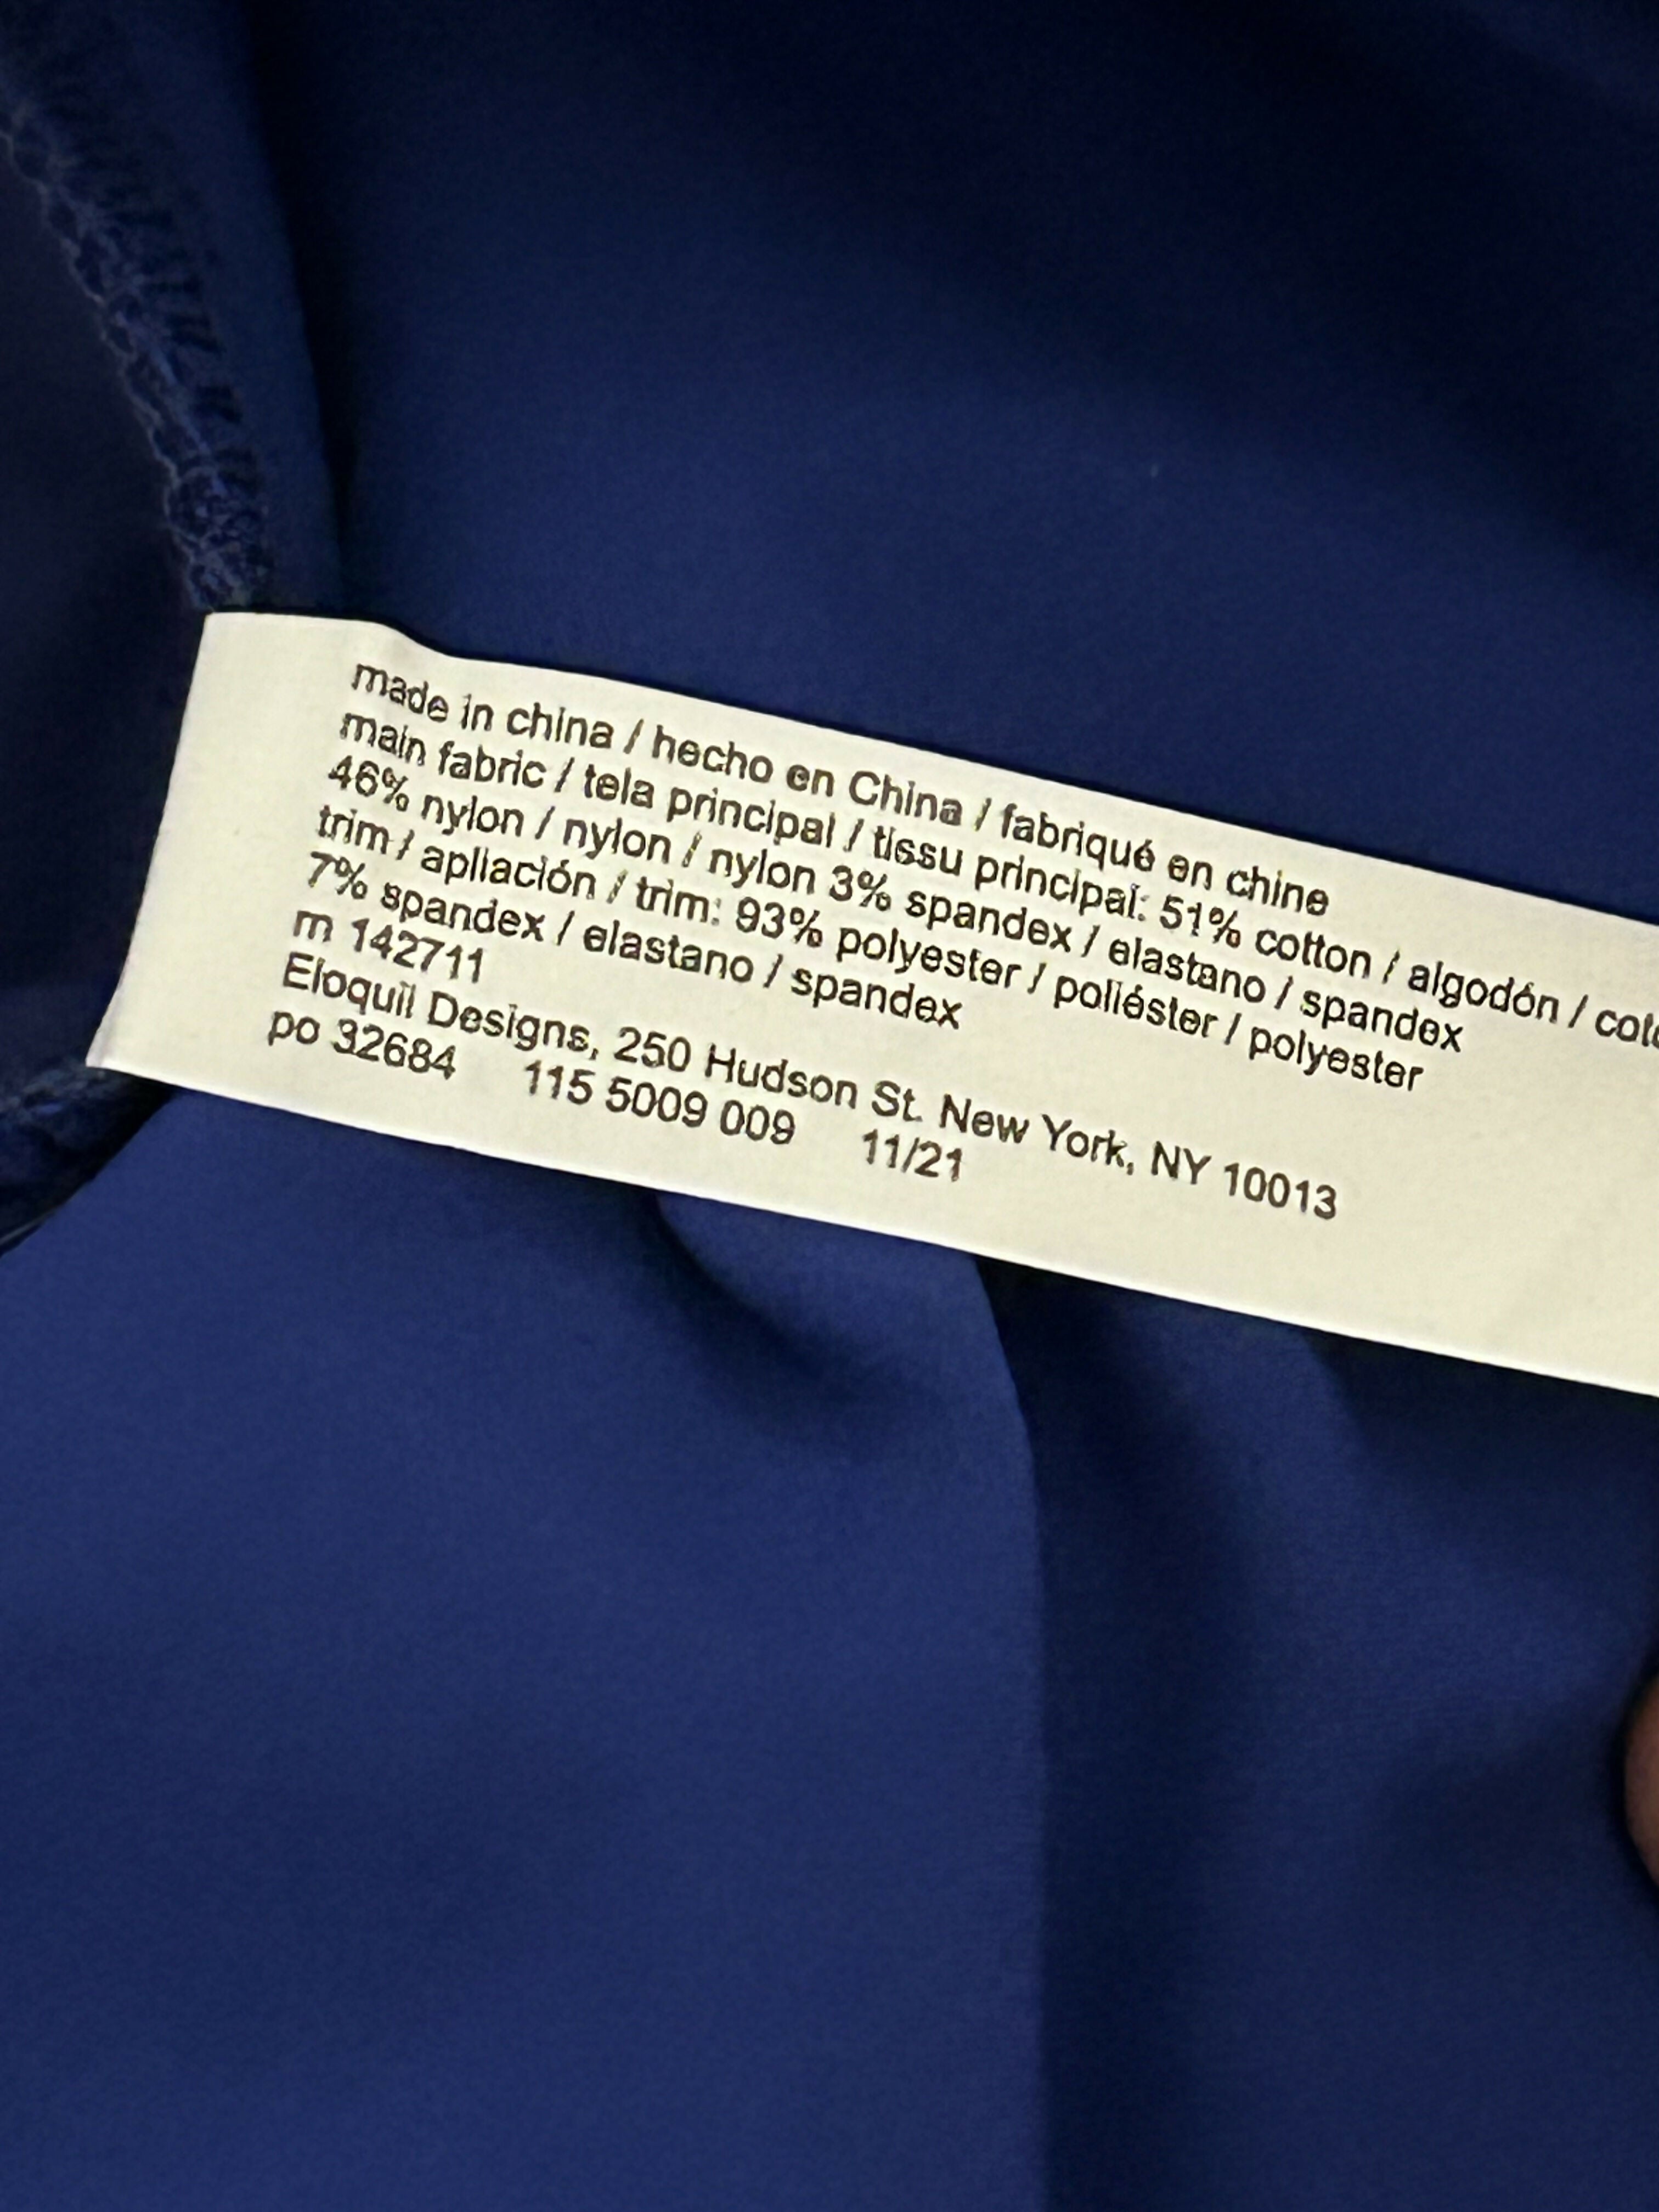 made in china / hecho en China / fabriqué en chine
main fabric / tela principal / tissu principal: 51% cotton / algodón / coto
46% nylon / nylon / nylon 3% spandex / elastano / spandex
trim / apliación / trim: 93% polyester / poliéster / polyester
7% spandex / elastano / spandex
m 142711
Eloquii Designs, 250 Hudson St. New York, NY 10013
po 32684 115 5009 009 11/21